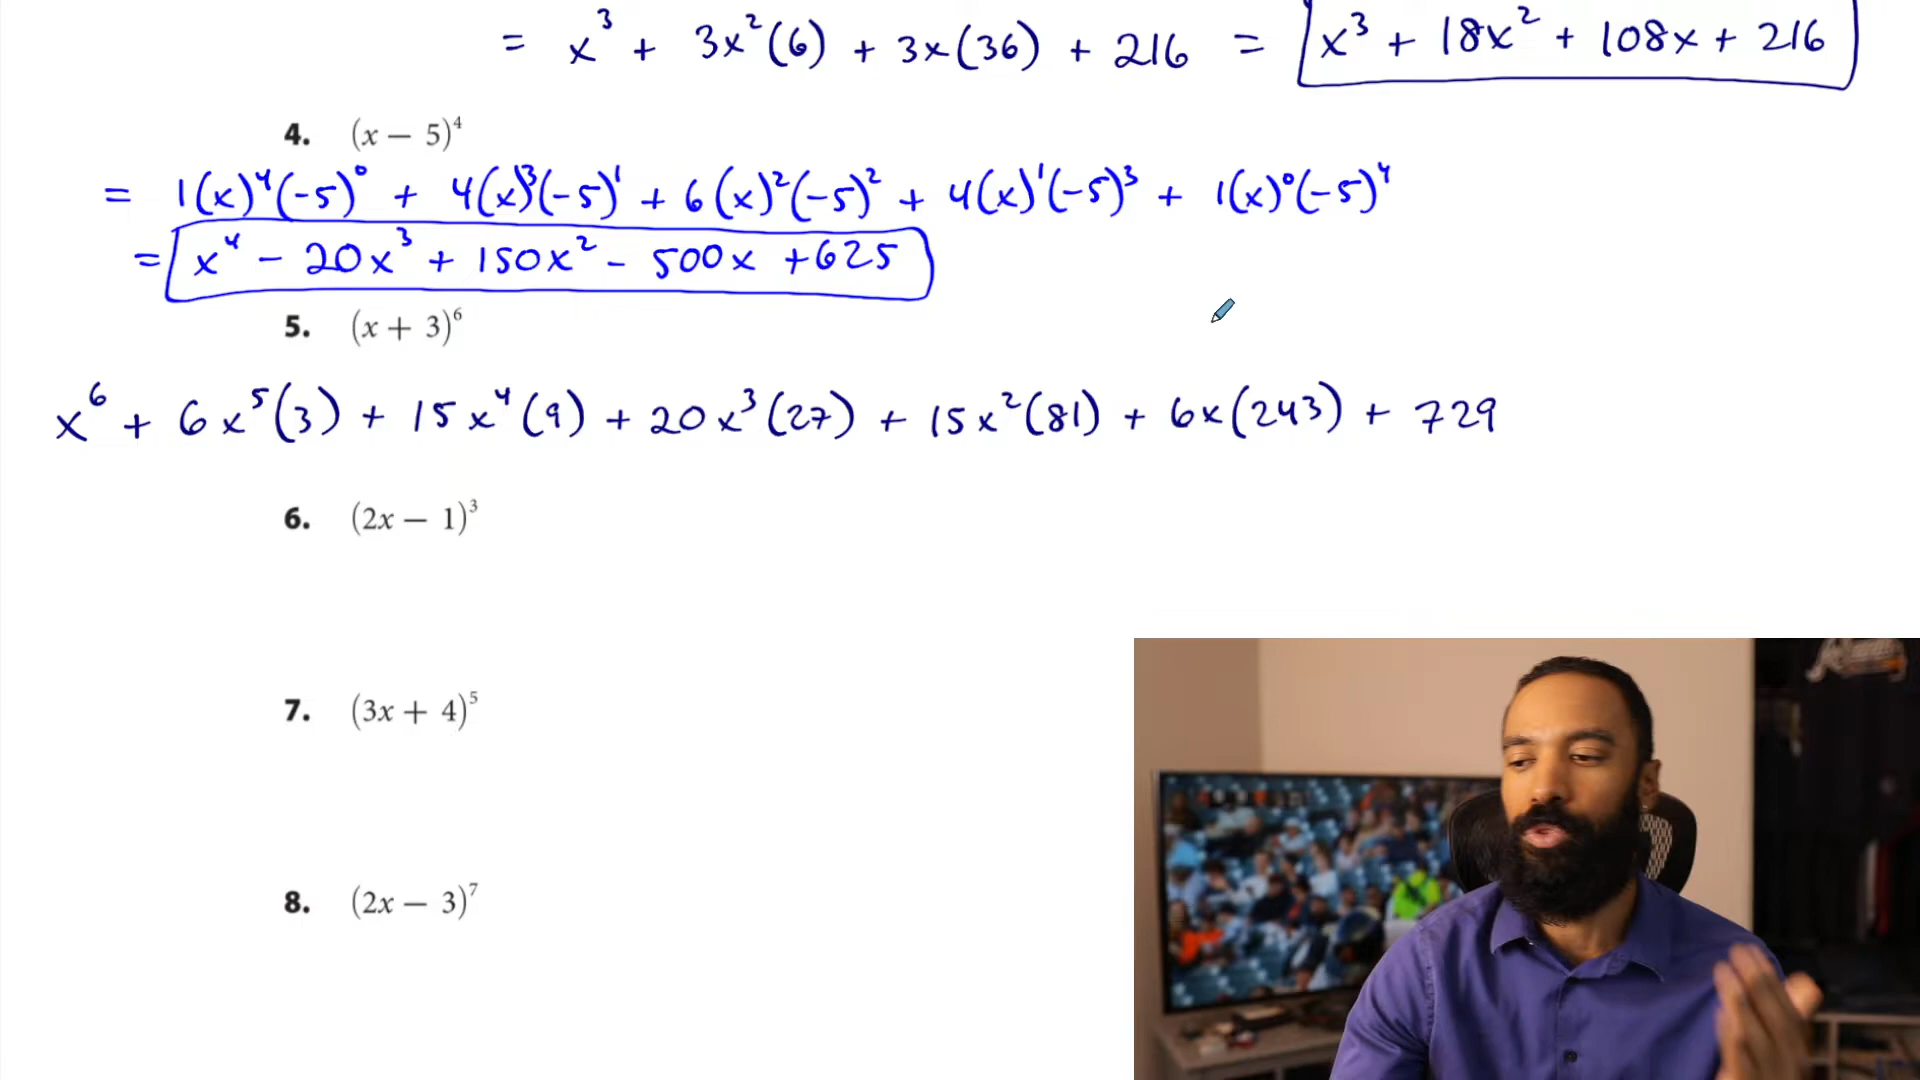 = x³ + 3x²(6) + 3x(36) + 216 = x³ + 18x² + 108x + 216
4. (x − 5)⁴
= 1(x)⁴(-5)⁰ + 4(x)³(-5)¹ + 6(x)²(-5)² + 4(x)¹(-5)³ + 1(x)⁰(-5)⁴
= x⁴ - 20x³ + 150x² - 500x + 625
5. (x + 3)⁶
x⁶ + 6x⁵(3) + 15x⁴(9) + 20x³(27) + 15x²(81) + 6x(243) + 729
6. (2x − 1)³
7. (3x + 4)⁵
8. (2x − 3)⁷